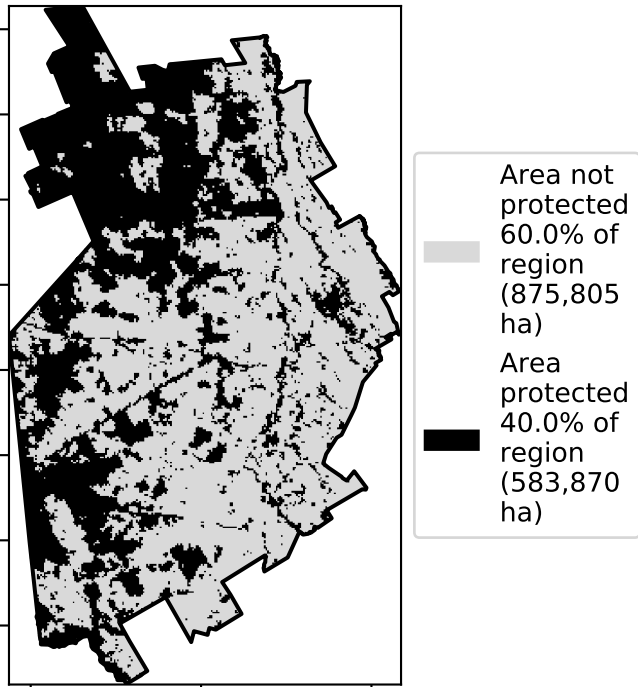 Area not
protected
60.0% of
region
(875,805
ha)
Area
protected
40.0% of
region
(583,870
ha)